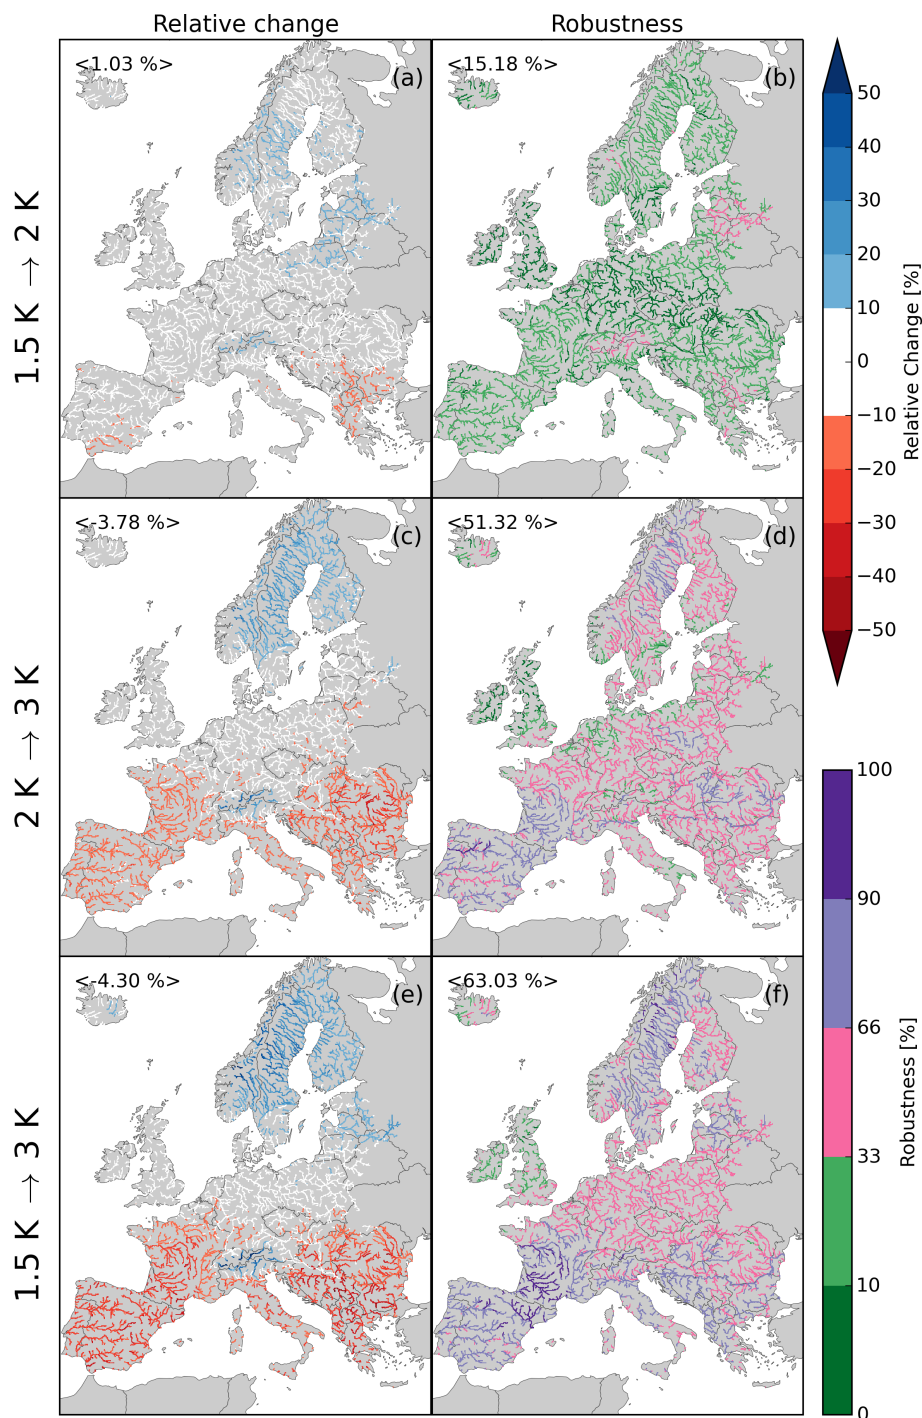 Relative change
Robustness
1.5 K → 2 K
<1.03 %>
(a)
<15.18 %>
(b)
2 K → 3 K
<-3.78 %>
(c)
<51.32 %>
(d)
1.5 K → 3 K
<-4.30 %>
(e)
<63.03 %>
(f)
50
40
30
20
10
0
−10
−20
−30
−40
−50
Relative Change [%]
100
90
66
33
10
0
Robustness [%]